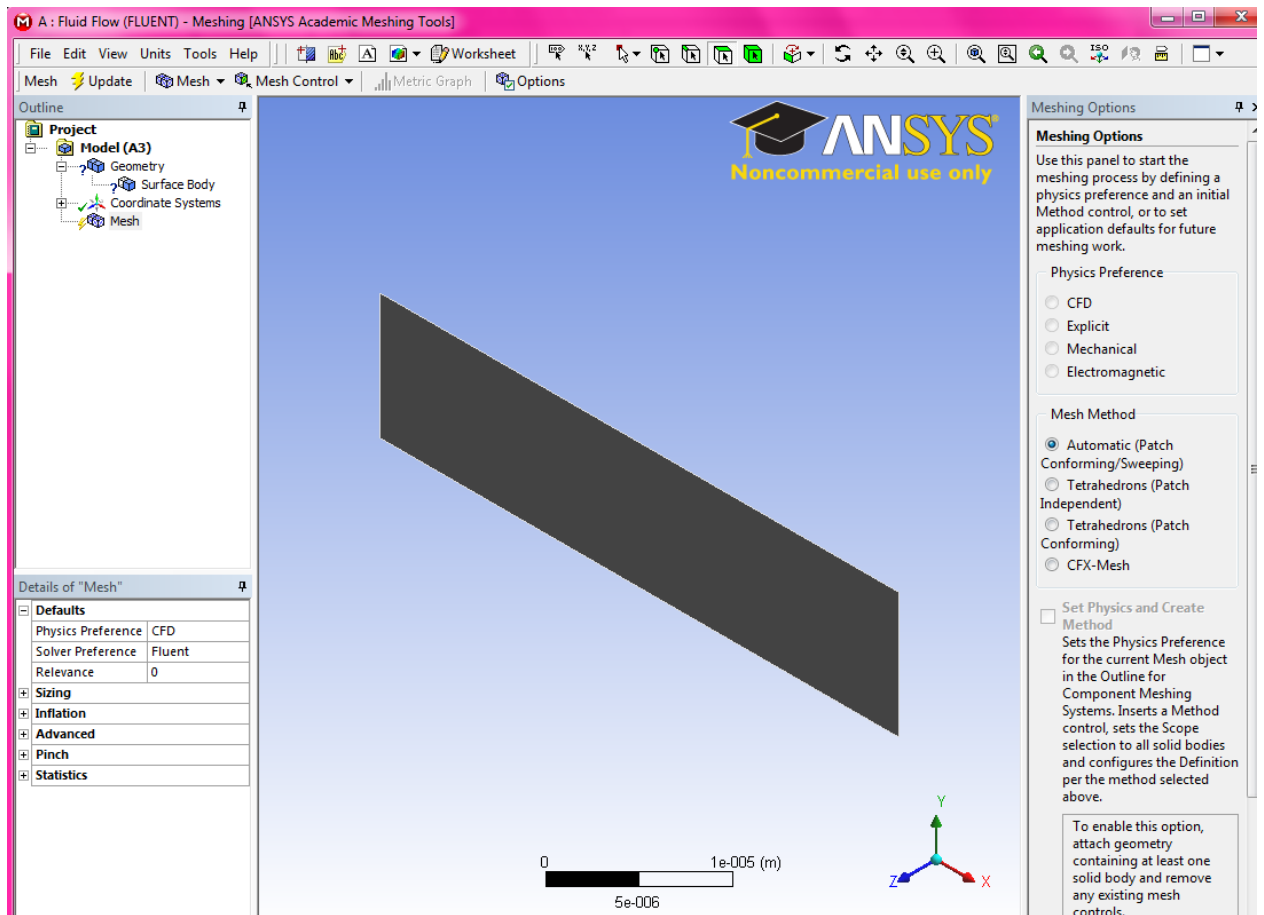 A : Fluid Flow (FLUENT) - Meshing [ANSYS Academic Meshing Tools]
File Edit View Units Tools Help
Worksheet
Mesh Update Mesh Mesh Control Metric Graph Options
Outline
Project
Model (A3)
Geometry
Surface Body
Coordinate Systems
Mesh
Details of "Mesh"
Defaults
Physics Preference CFD
Solver Preference Fluent
Relevance 0
Sizing
Inflation
Advanced
Pinch
Statistics
ANSYS
Noncommercial use only
0 1e-005 (m)
5e-006
Y
Z X
Meshing Options
Meshing Options
Use this panel to start the
meshing process by defining a
physics preference and an initial
Method control, or to set
application defaults for future
meshing work.
Physics Preference
CFD
Explicit
Mechanical
Electromagnetic
Mesh Method
Automatic (Patch
Conforming/Sweeping)
Tetrahedrons (Patch
Independent)
Tetrahedrons (Patch
Conforming)
CFX-Mesh
Set Physics and Create
Method
Sets the Physics Preference
for the current Mesh object
in the Outline for
Component Meshing
Systems. Inserts a Method
control, sets the Scope
selection to all solid bodies
and configures the Definition
per the method selected
above.
To enable this option,
attach geometry
containing at least one
solid body and remove
any existing mesh
controls.